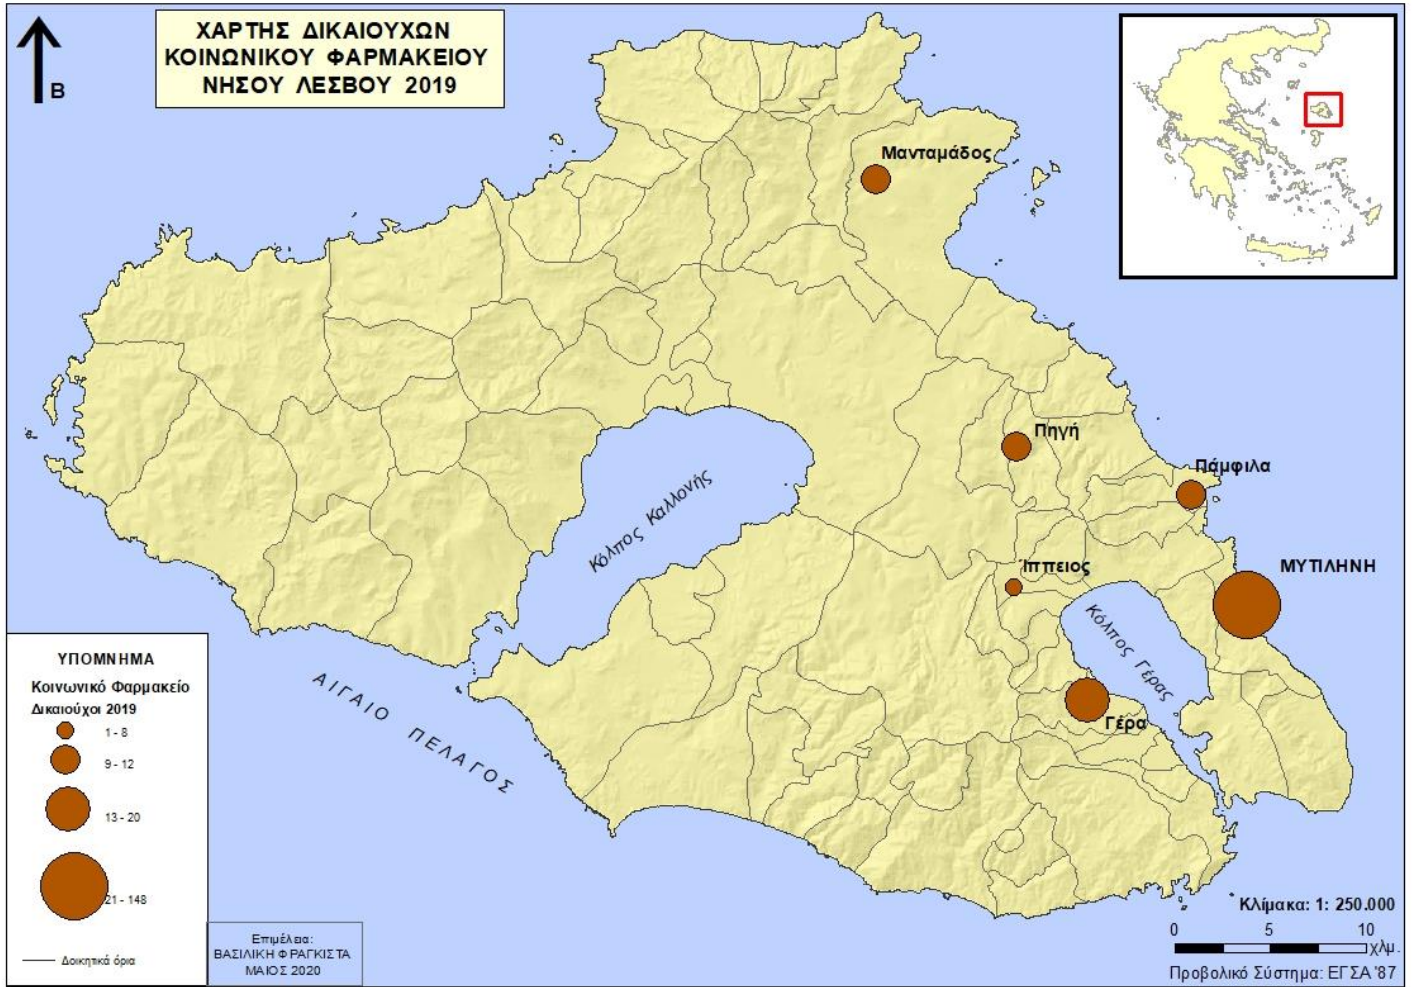 ΧΑΡΤΗΣ ΔΙΚΑΙΟΥΧΩΝ
ΚΟΙΝΩΝΙΚΟΥ ΦΑΡΜΑΚΕΙΟΥ
ΝΗΣΟΥ ΛΕΣΒΟΥ 2019
Β
Μανταμάδος
Πηγή
Πάμφιλα
Κόλπος Καλλονής
Ίππειος
ΜΥΤΙΛΗΝΗ
Κόλπος Γέρας
Γέρα
ΑΙΓΑΙΟ
ΠΕΛΑΓΟΣ
ΥΠΟΜΝΗΜΑ
Κοινωνικό Φαρμακείο
Δικαιούχοι 2019
1 - 8
9 - 12
13 - 20
21 - 148
Διοικητικά όρια
Επιμέλεια:
ΒΑΣΙΛΙΚΗ ΦΡΑΓΚΙΣΤΑ
ΜΑΙΟΣ 2020
Κλίμακα: 1: 250.000
0 5 10
χλμ.
Προβολικό Σύστημα: ΕΓΣΑ '87